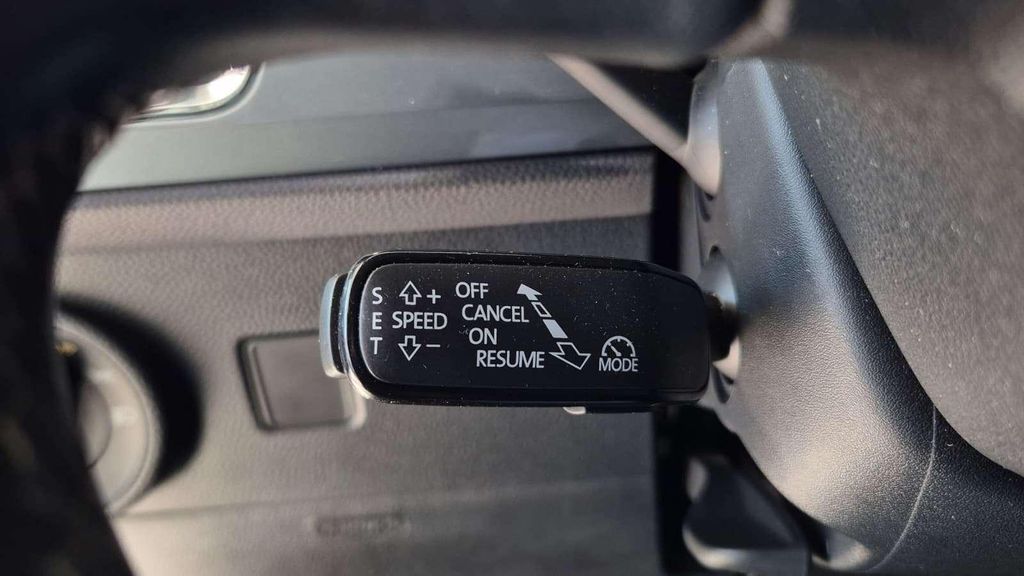 S E T
+
SPEED
−
OFF
CANCEL
ON
RESUME
MODE